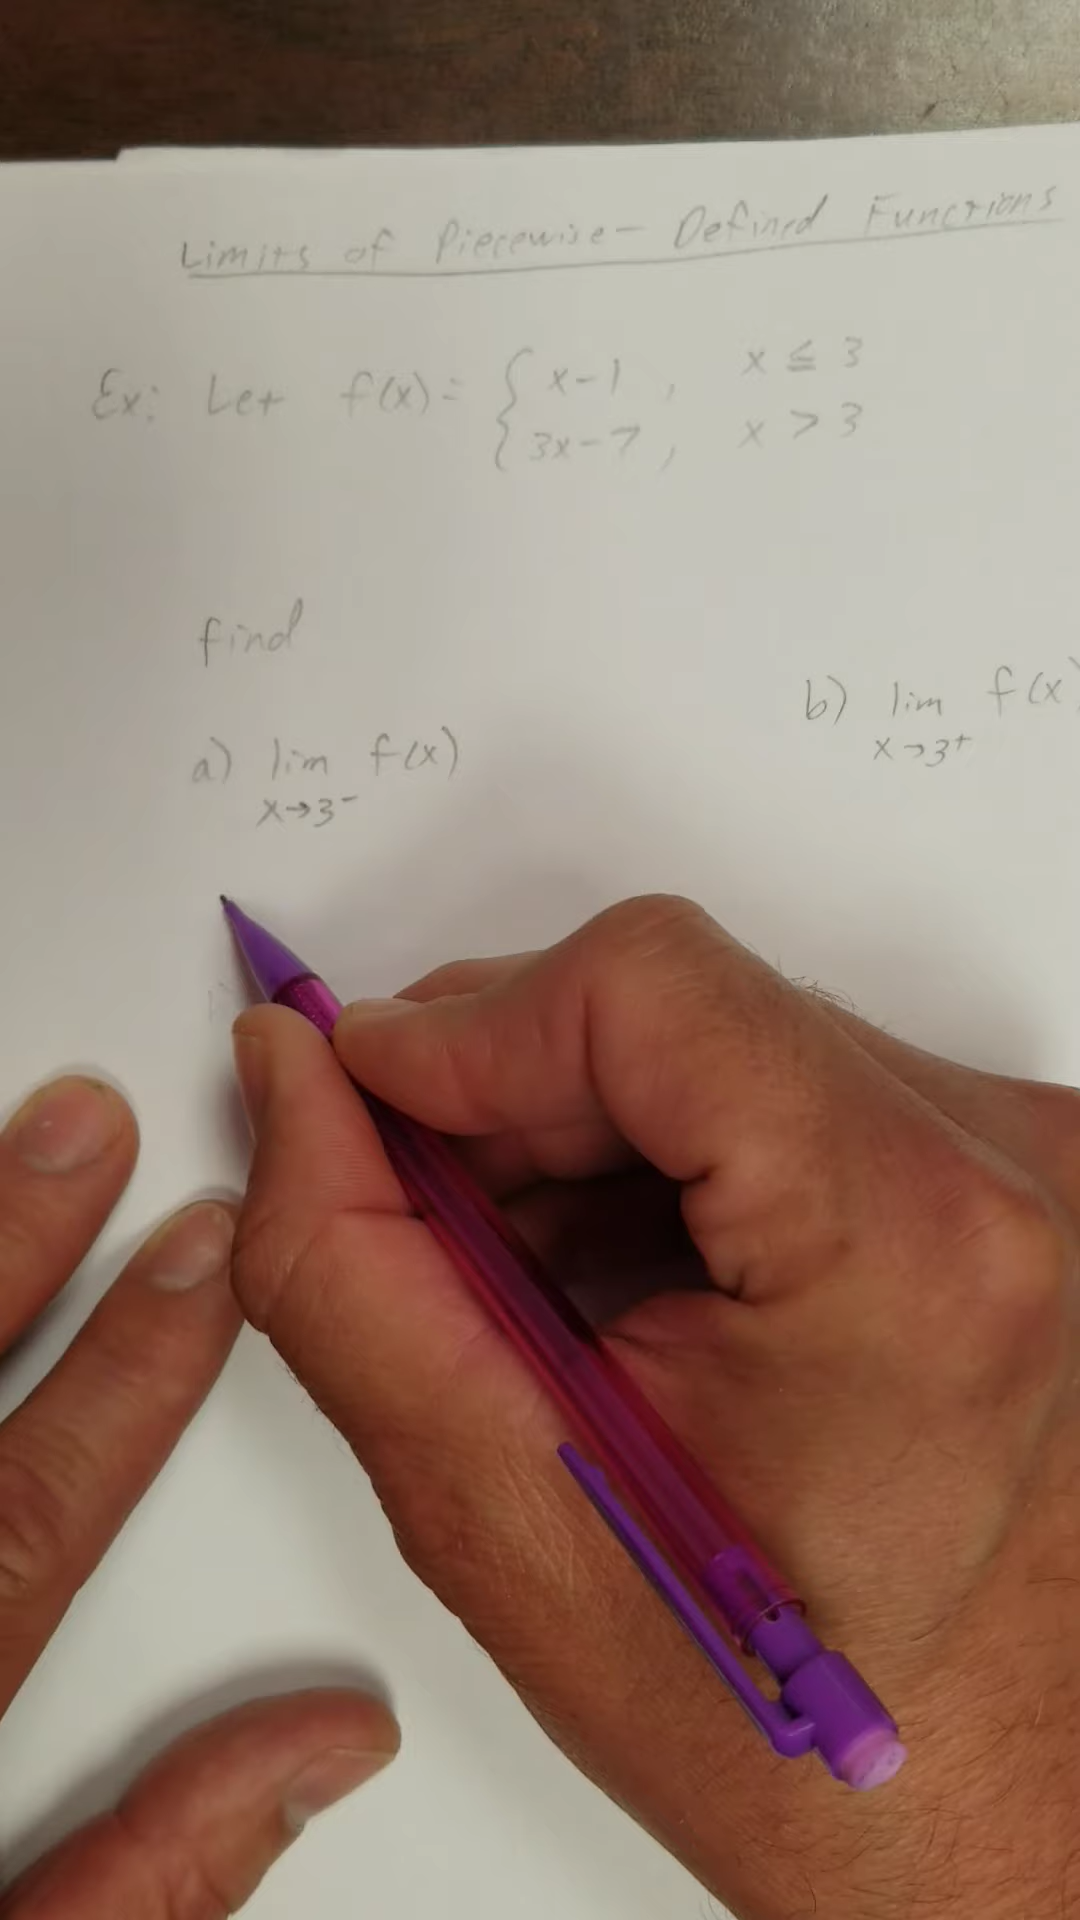 Limits of Piecewise-Defined Functions
Ex: Let f(x) = { x-1 , x ≤ 3
3x-7 , x > 3
find
a) lim f(x)
x→3⁻
b) lim f(x)
x→3⁺